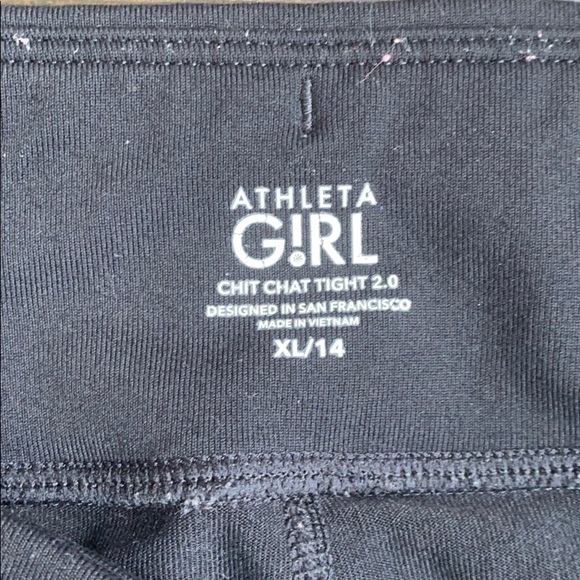 ATHLETA
G!RL
CHIT CHAT TIGHT 2.0
DESIGNED IN SAN FRANCISCO
MADE IN VIETNAM
XL/14